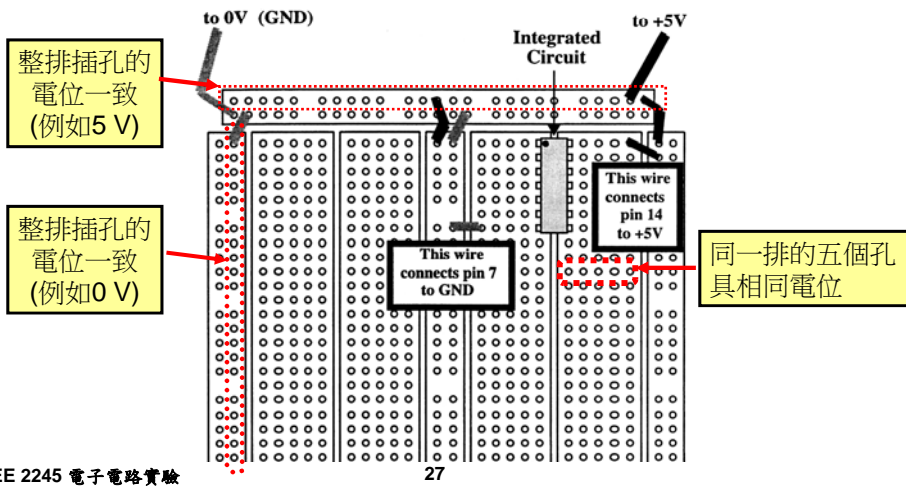 to 0V (GND)
to +5V
Integrated
Circuit
整排插孔的
電位一致
(例如5 V)
This wire
connects
pin 14
to +5V
整排插孔的
電位一致
(例如0 V)
This wire
connects pin 7
to GND
同一排的五個孔
具相同電位
EE 2245 電子電路實驗
27